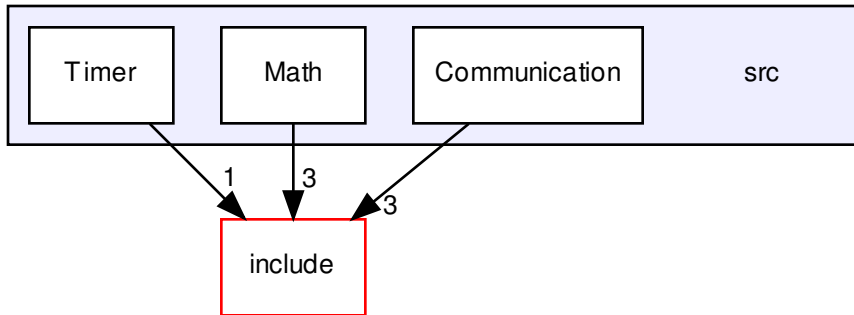 Timer
Math
Communication
src
1
3
3
include